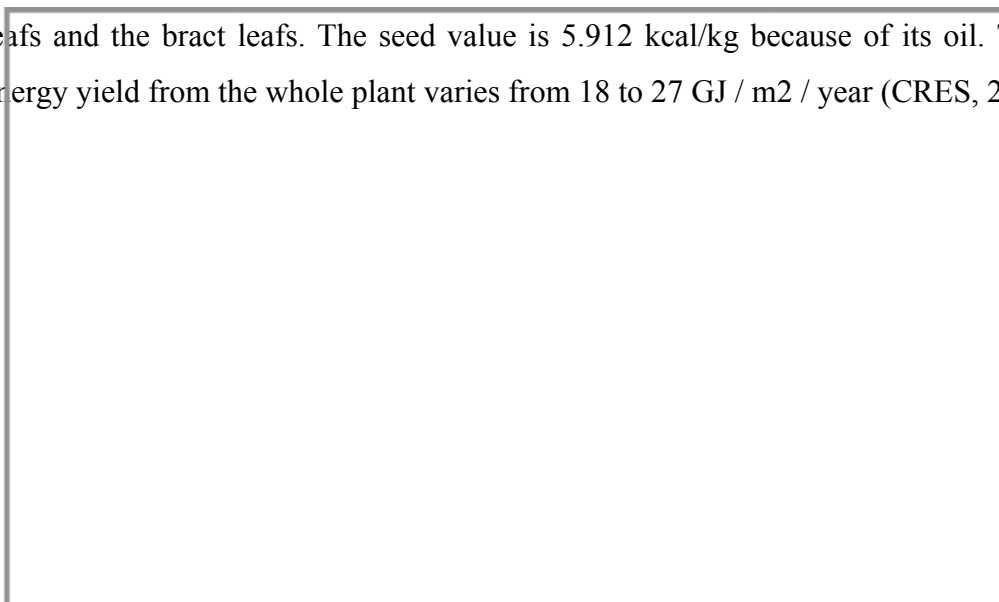 eafs and the bract leafs. The seed value is 5.912 kcal/kg because of its oil.
nergy yield from the whole plant varies from 18 to 27 GJ / m2 / year (CRES, 2